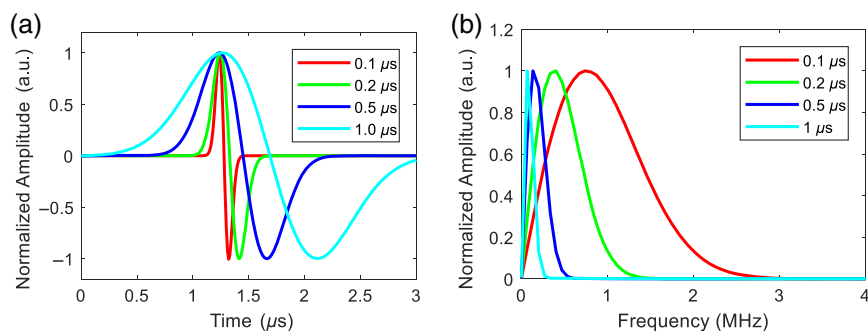 (a)
Normalized Amplitude (a.u.)
1
0.5
0
–0.5
–1
0.1 µs
0.2 µs
0.5 µs
1.0 µs
0 0.5 1 1.5 2 2.5 3
Time (µs)
(b)
Normalized Amplitude (a.u.)
1.2
1
0.8
0.6
0.4
0.2
0
0.1 µs
0.2 µs
0.5 µs
1 µs
0 1 2 3 4
Frequency (MHz)